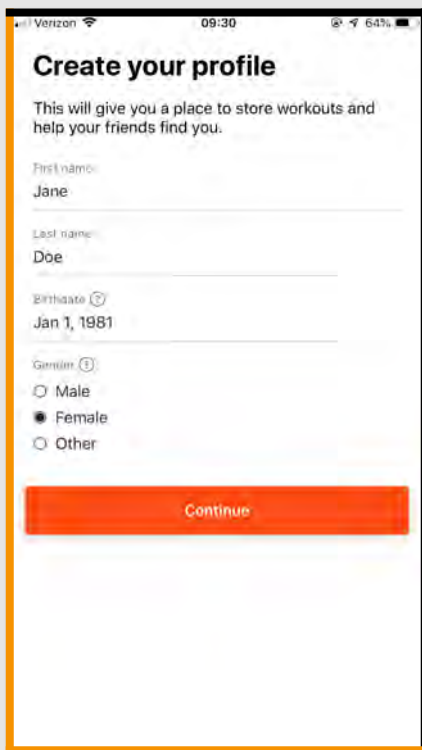 Verizon 09:30 64%
Create your profile
This will give you a place to store workouts and
help your friends find you.
First name
Jane
Last name
Doe
Birthdate ?
Jan 1, 1981
Gender
Male
Female
Other
Continue